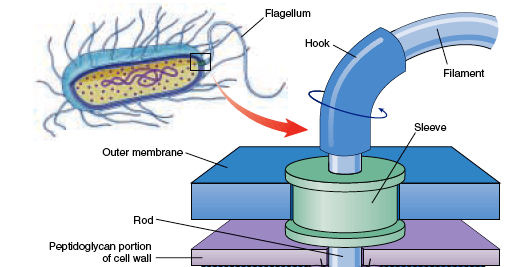 Flagellum
Hook
Filament
Sleeve
Outer membrane
Rod
Peptidoglycan portion
of cell wall